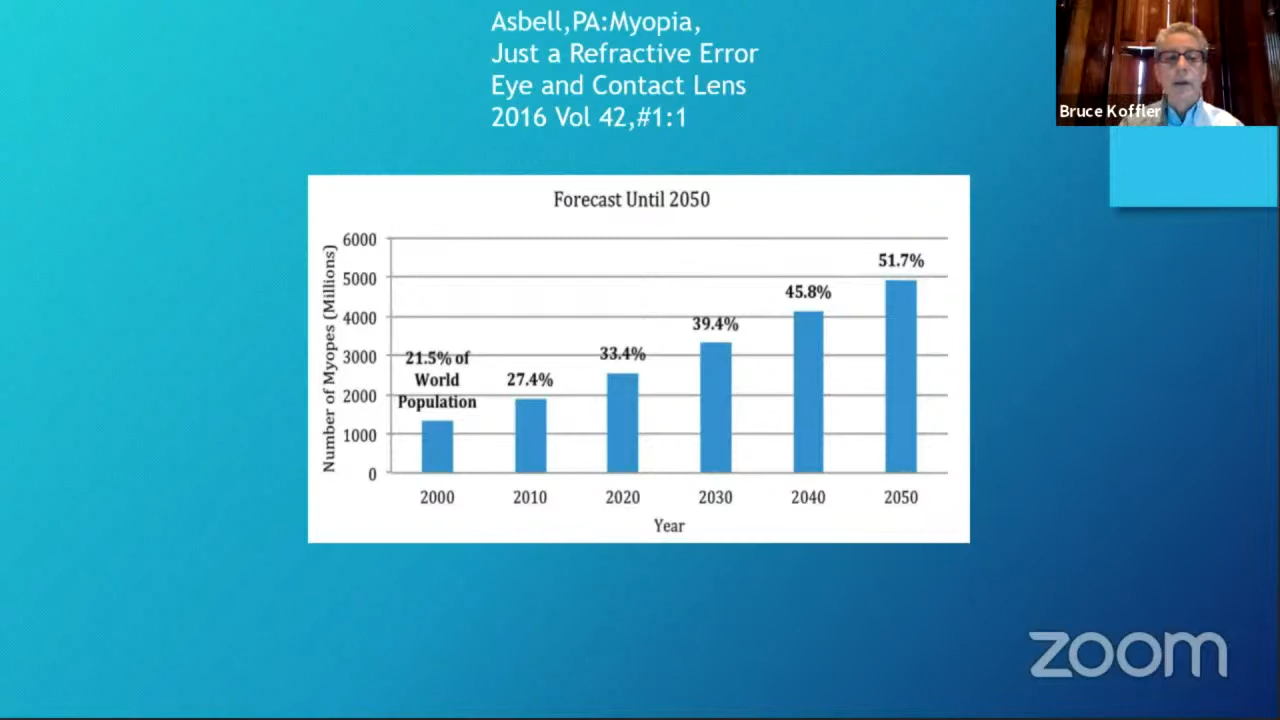 Asbell,PA:Myopia,
Just a Refractive Error
Eye and Contact Lens
2016 Vol 42,#1:1
Bruce Koffler
Forecast Until 2050
Number of Myopes (Millions)
6000
5000
4000
3000
2000
1000
0
21.5% of
World
Population
27.4%
33.4%
39.4%
45.8%
51.7%
2000 2010 2020 2030 2040 2050
Year
zoom